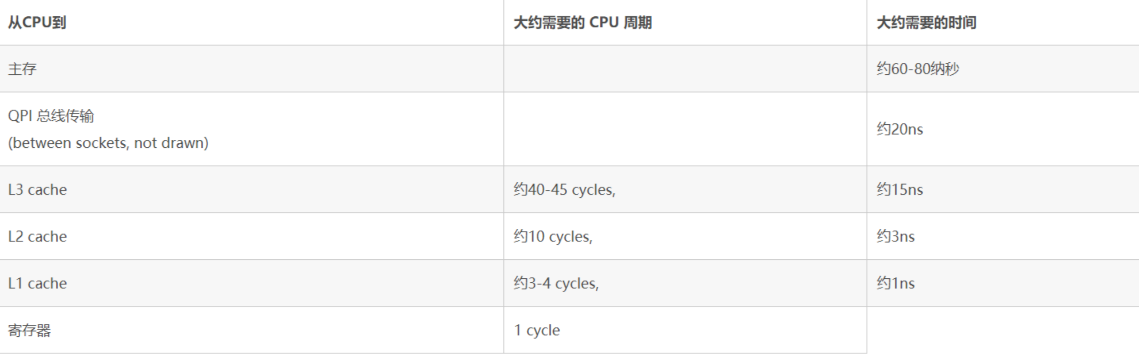 从CPU到 大约需要的 CPU 周期 大约需要的时间
主存 约60-80纳秒
QPI 总线传输
(between sockets, not drawn) 约20ns
L3 cache 约40-45 cycles, 约15ns
L2 cache 约10 cycles, 约3ns
L1 cache 约3-4 cycles, 约1ns
寄存器 1 cycle